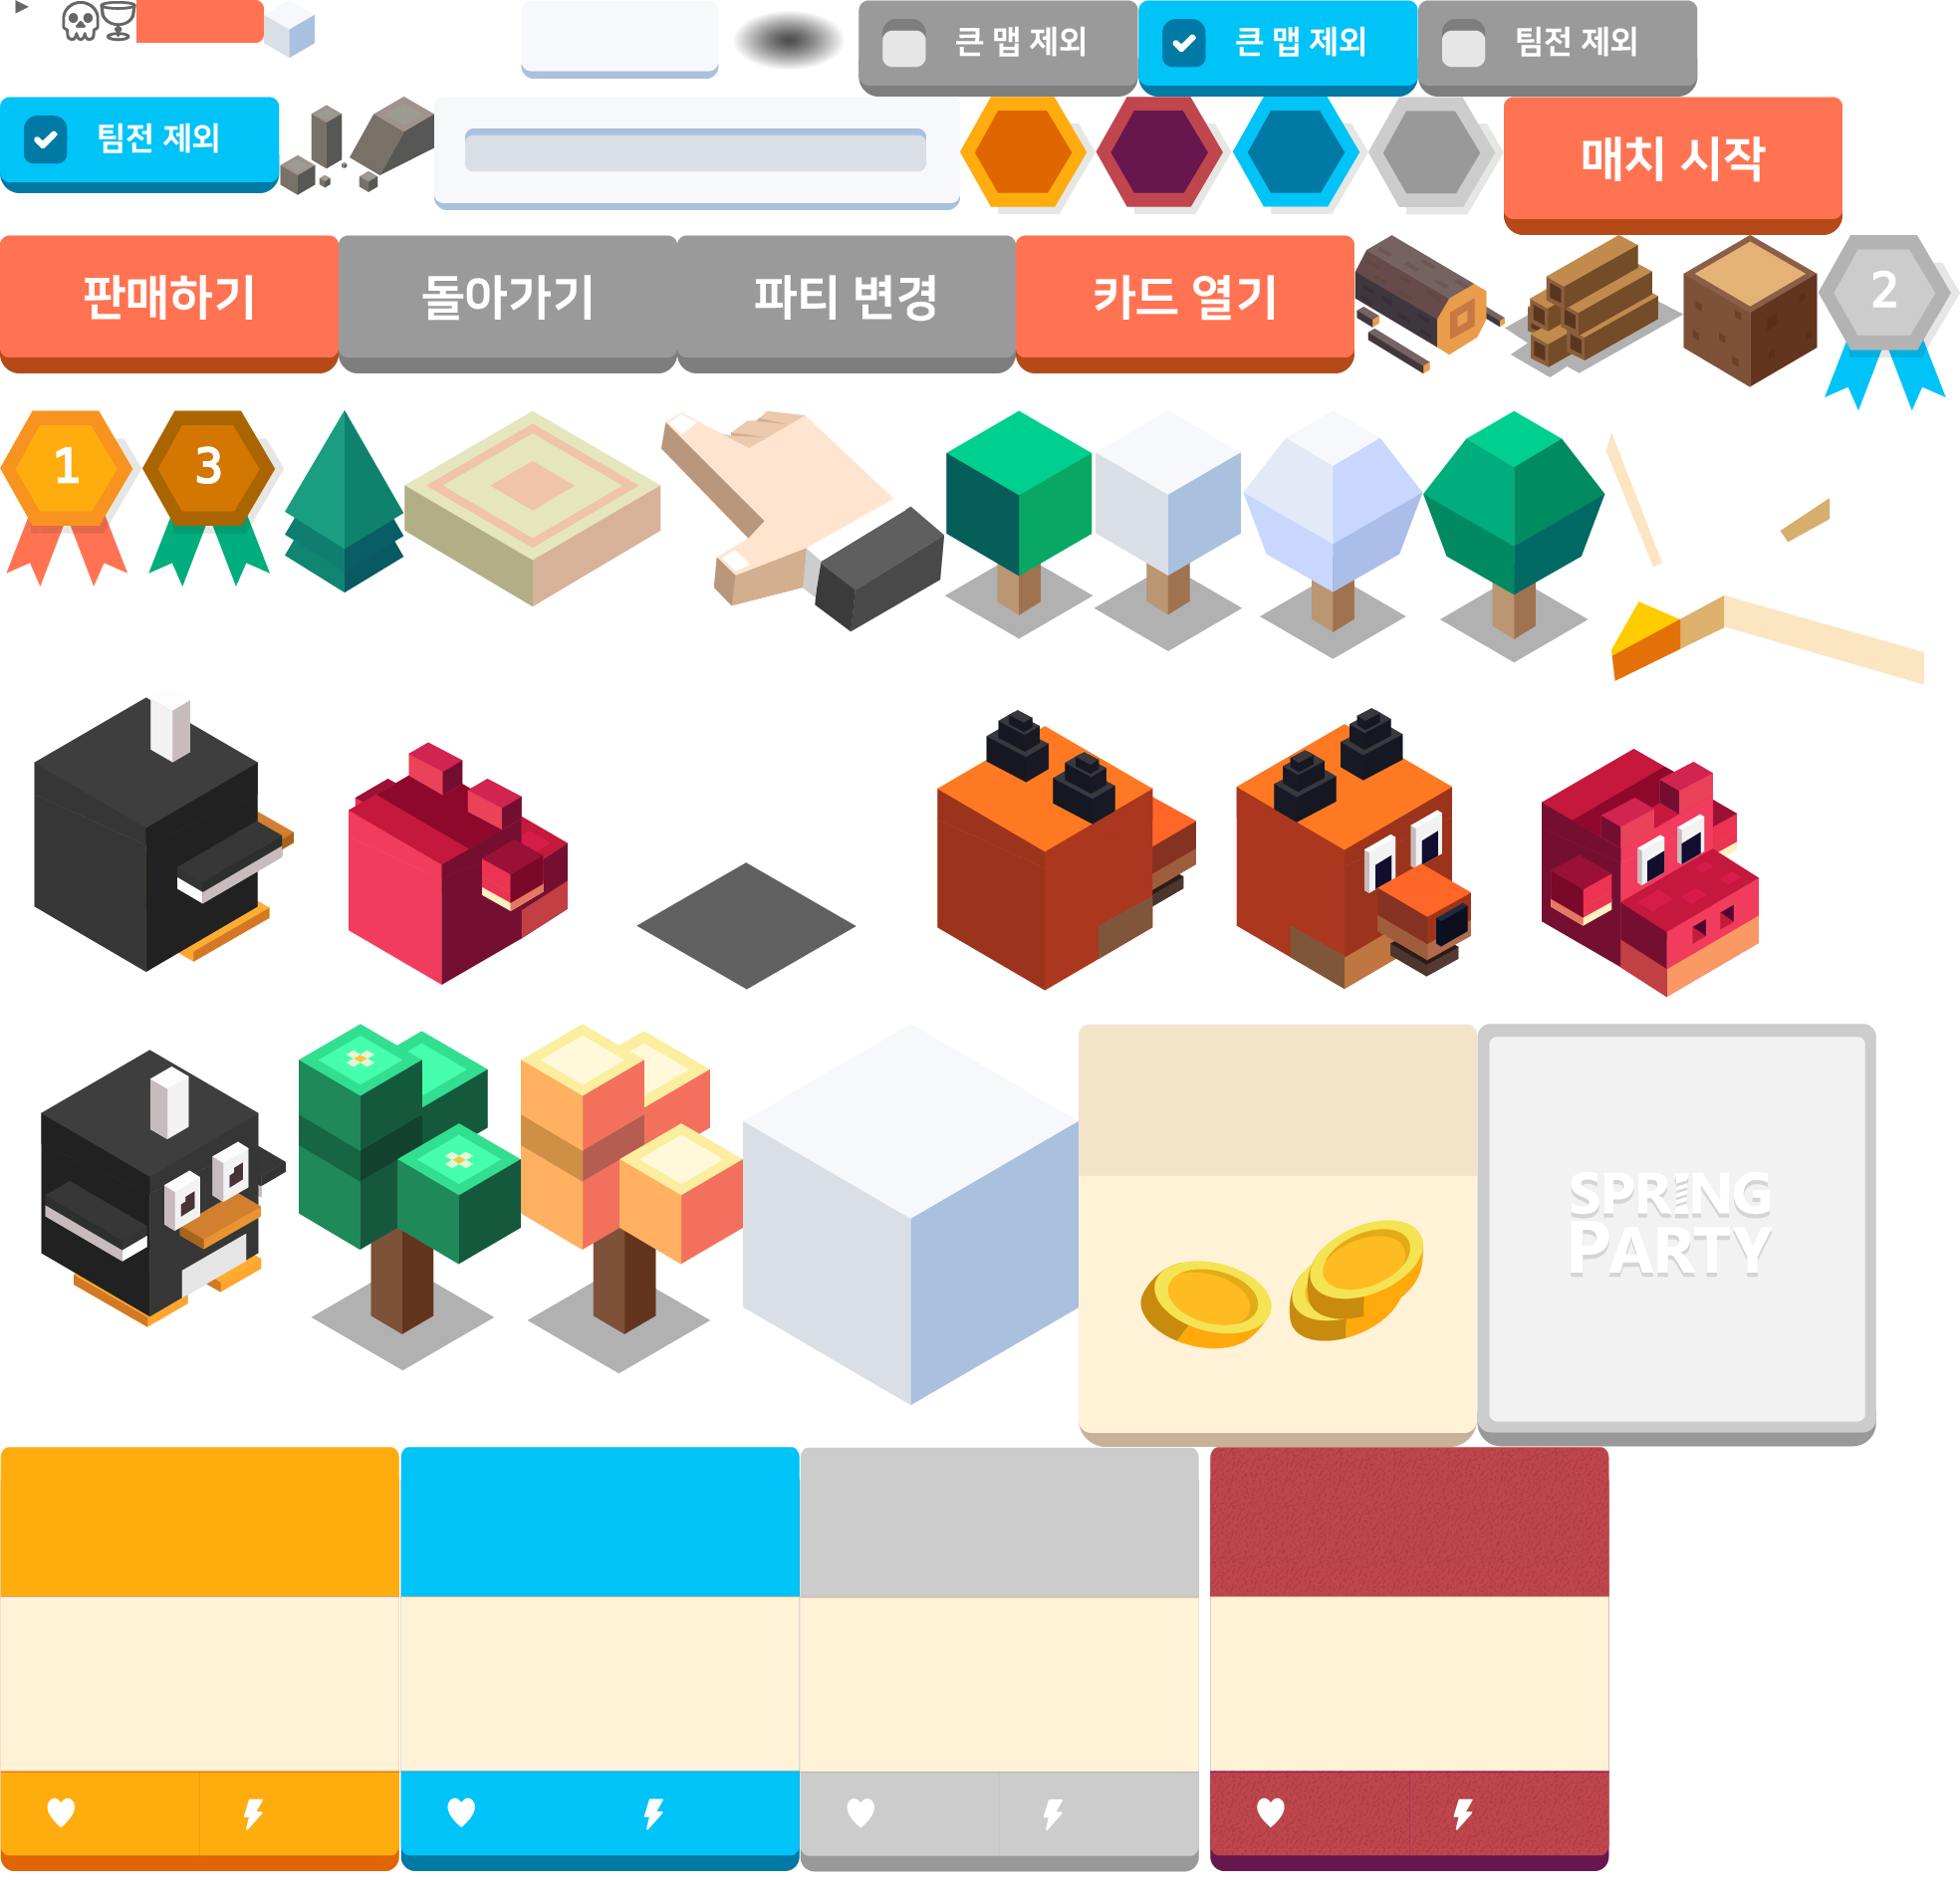 큰 맵 제외
큰 맵 제외
팀전 제외
팀전 제외
매치 시작
판매하기
돌아가기
파티 변경
카드 열기
2
1
3
SPRING
PARTY